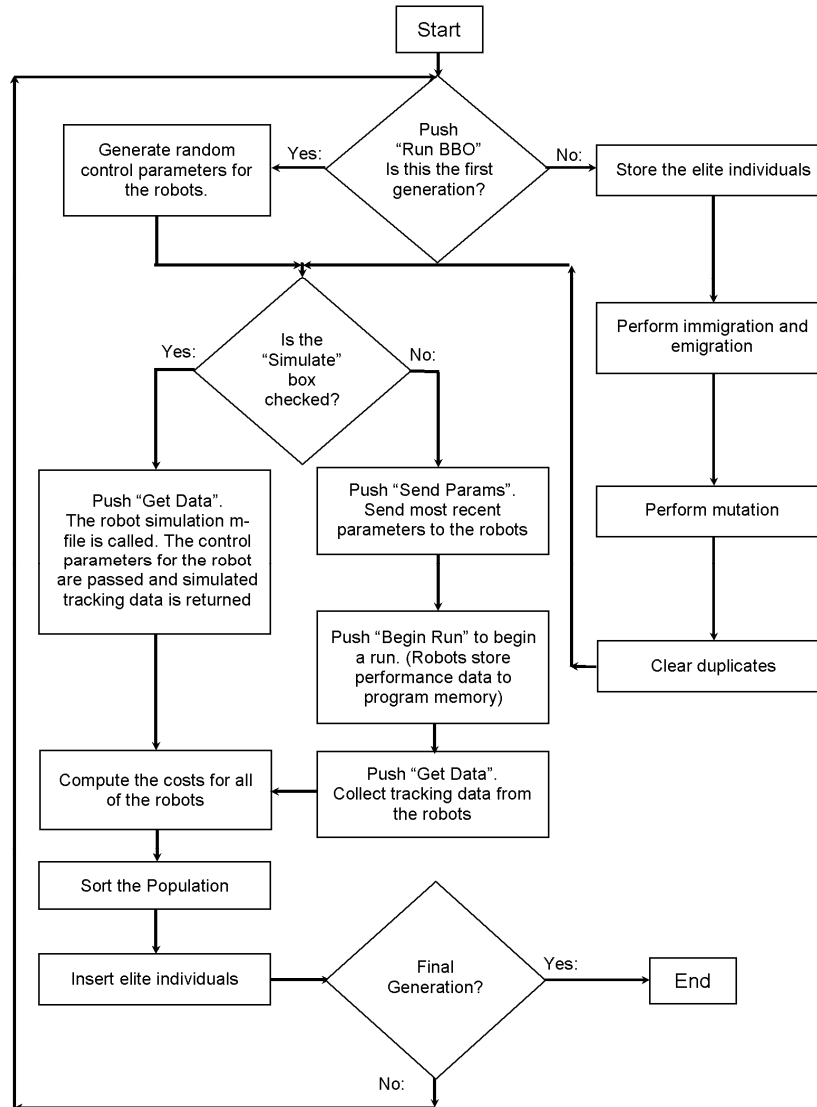 Start
Push
“Run BBO”
Is this the first
generation?
Yes:
No:
Generate random
control parameters for
the robots.
Store the elite individuals
Perform immigration and
emigration
Perform mutation
Clear duplicates
Is the
“Simulate”
box
checked?
Yes:
No:
Push “Get Data”.
The robot simulation m-
file is called. The control
parameters for the robot
are passed and simulated
tracking data is returned
Push “Send Params”.
Send most recent
parameters to the robots
Push “Begin Run” to begin
a run. (Robots store
performance data to
program memory)
Push “Get Data”.
Collect tracking data from
the robots
Compute the costs for all
of the robots
Sort the Population
Insert elite individuals
Final
Generation?
Yes:
End
No: